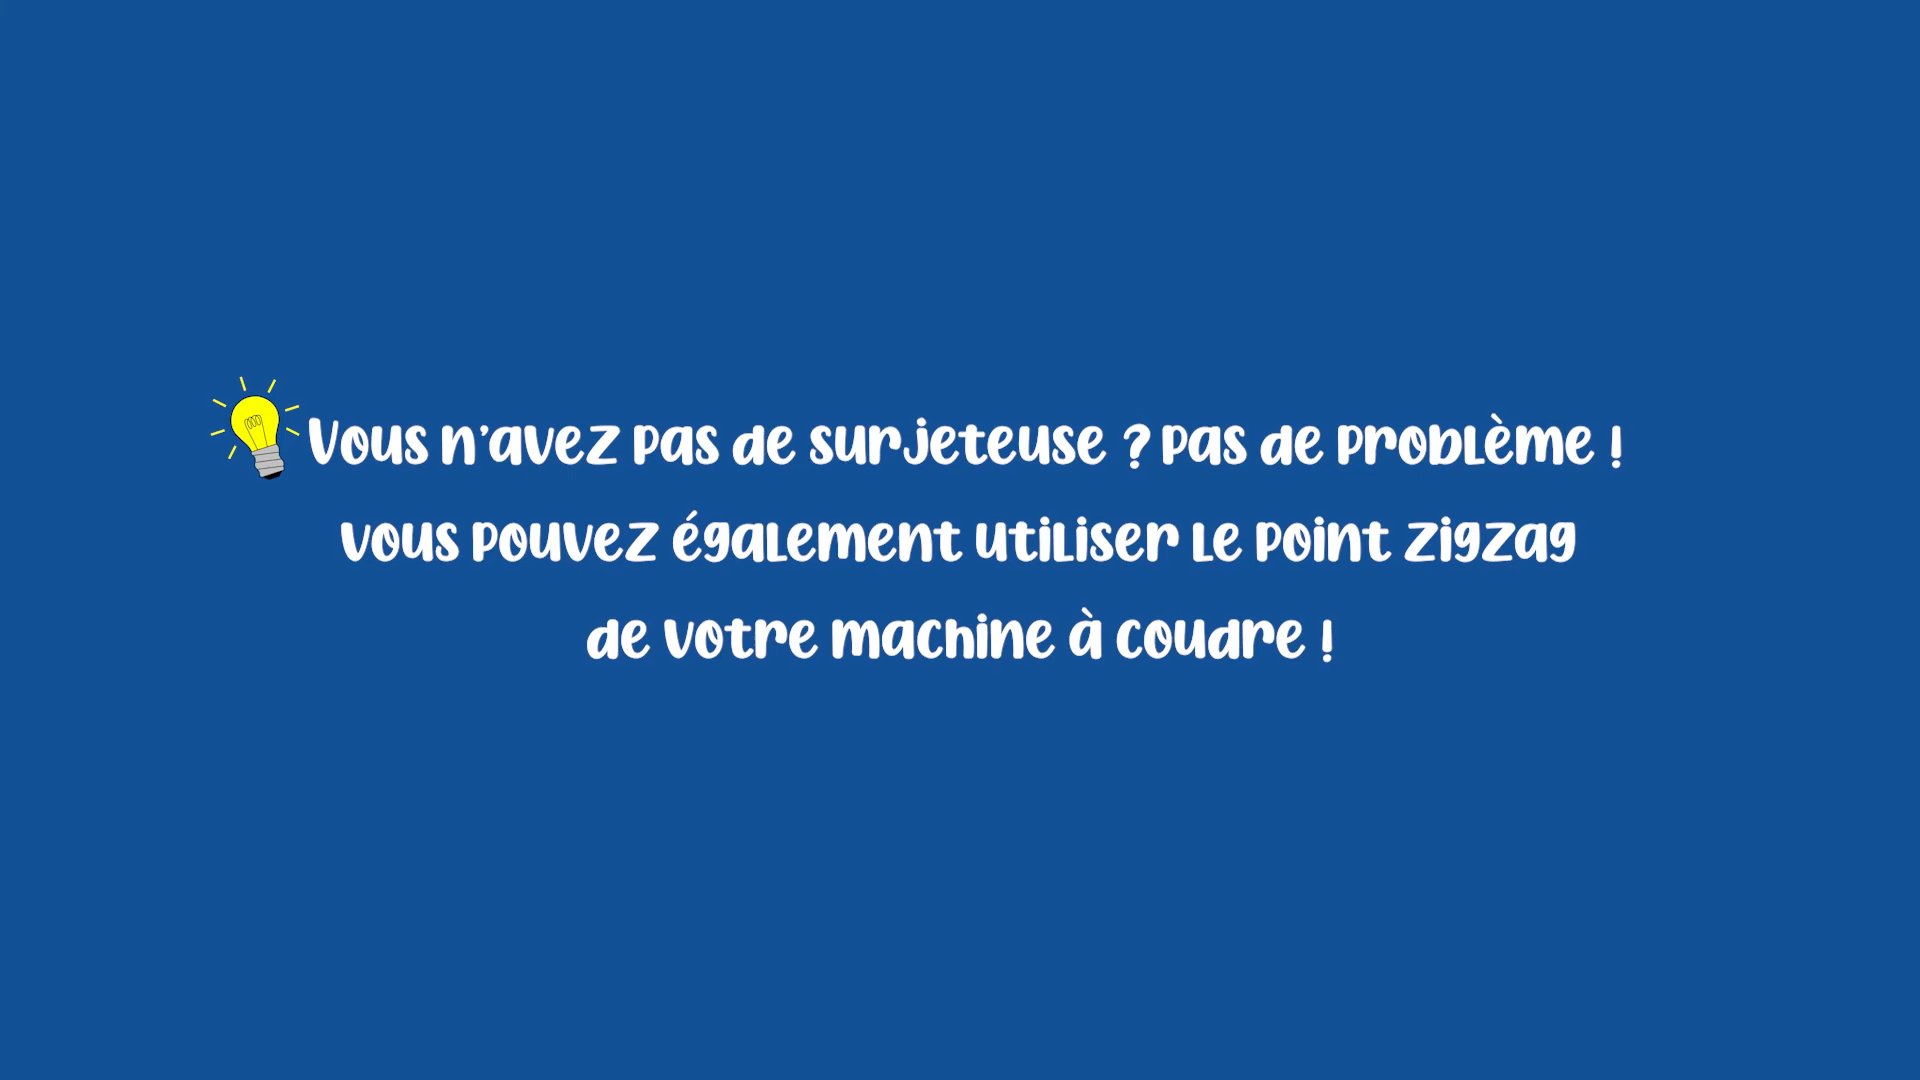 Vous n'avez pas de surjeteuse ? pas de problème !
vous pouvez également utiliser le point zigzag
de votre machine à coudre !